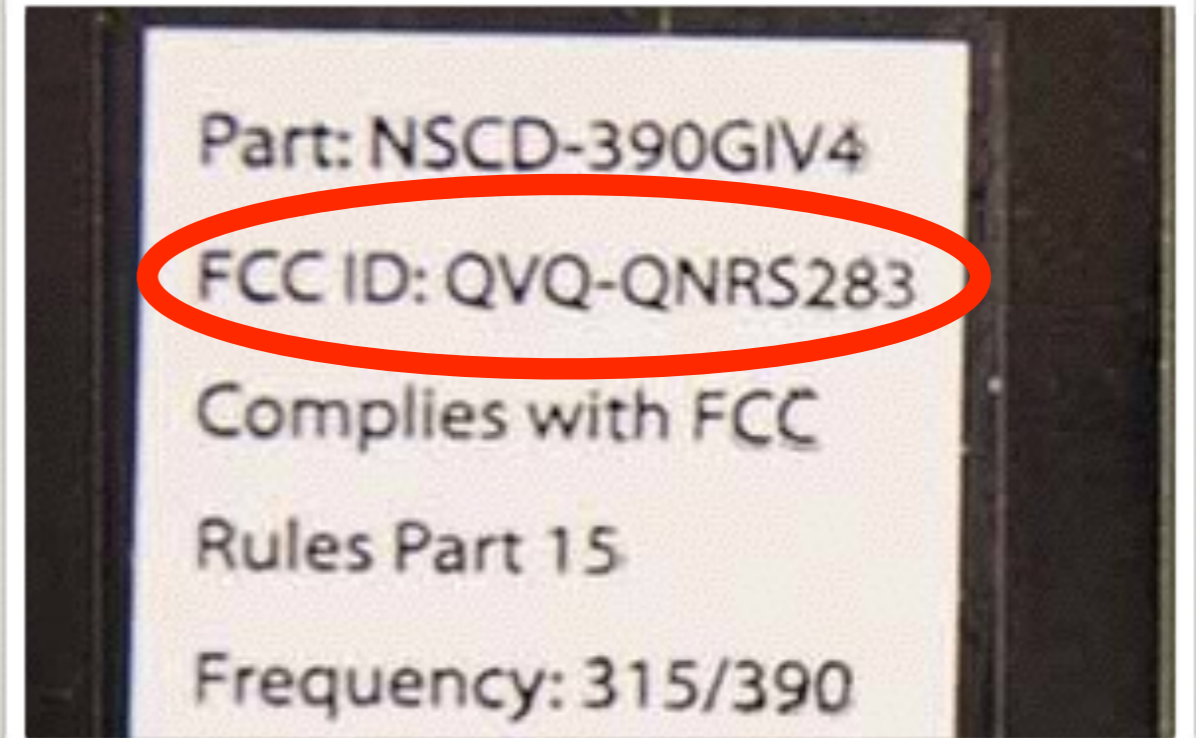 Part: NSCD-390GIV4
FCC ID: QVQ-QNRS283
Complies with FCC
Rules Part 15
Frequency: 315/390